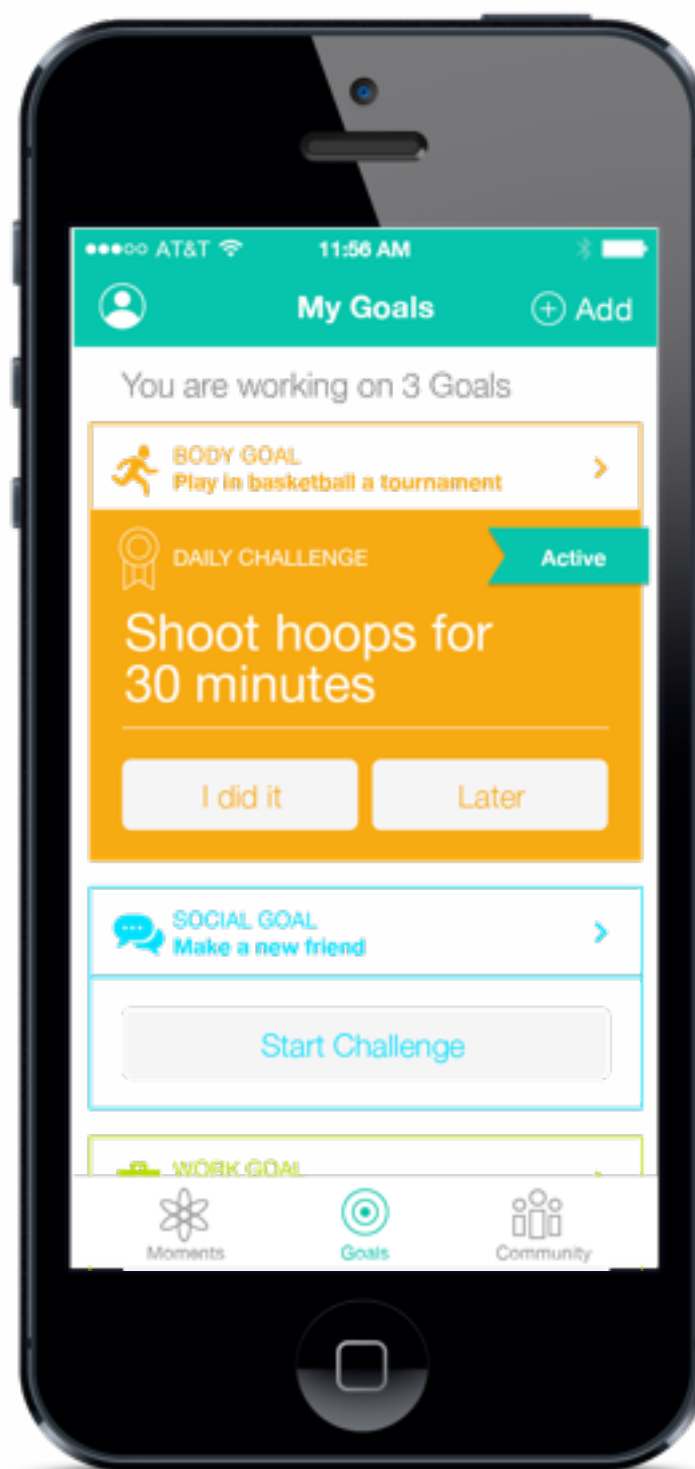 AT&T 11:56 AM
My Goals Add
You are working on 3 Goals
BODY GOAL
Play in basketball a tournament
DAILY CHALLENGE Active
Shoot hoops for
30 minutes
I did it Later
SOCIAL GOAL
Make a new friend
Start Challenge
WORK GOAL
Moments Goals Community